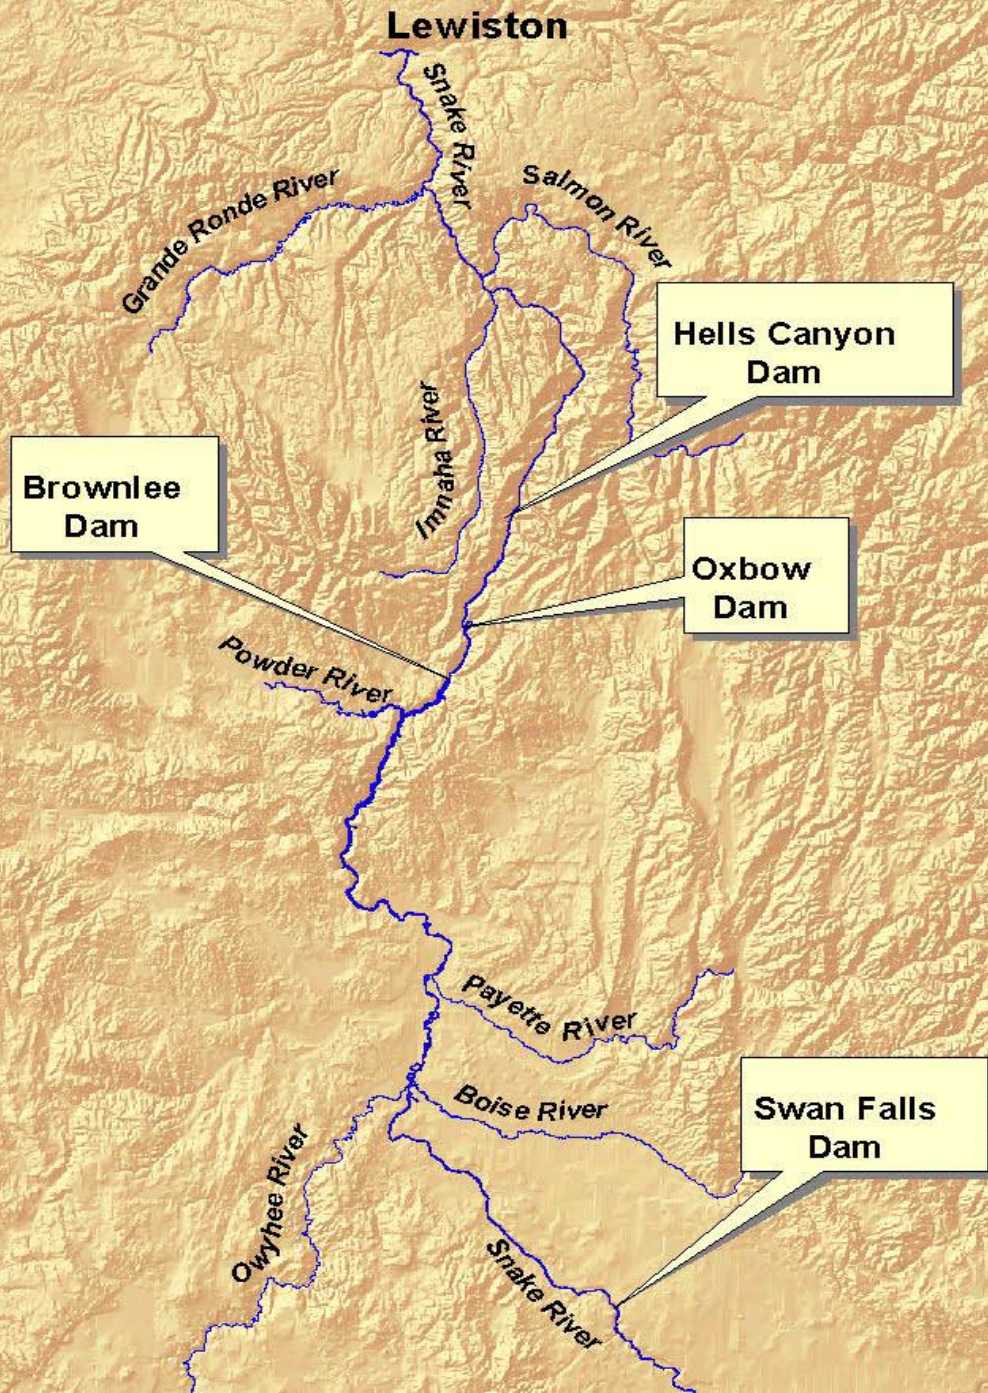 Lewiston
Snake River
Salmon River
Grande Ronde River
Hells Canyon
Dam
Imnaha River
Brownlee
Dam
Oxbow
Dam
Powder River
Payette River
Boise River
Swan Falls
Dam
Owyhee River
Snake River